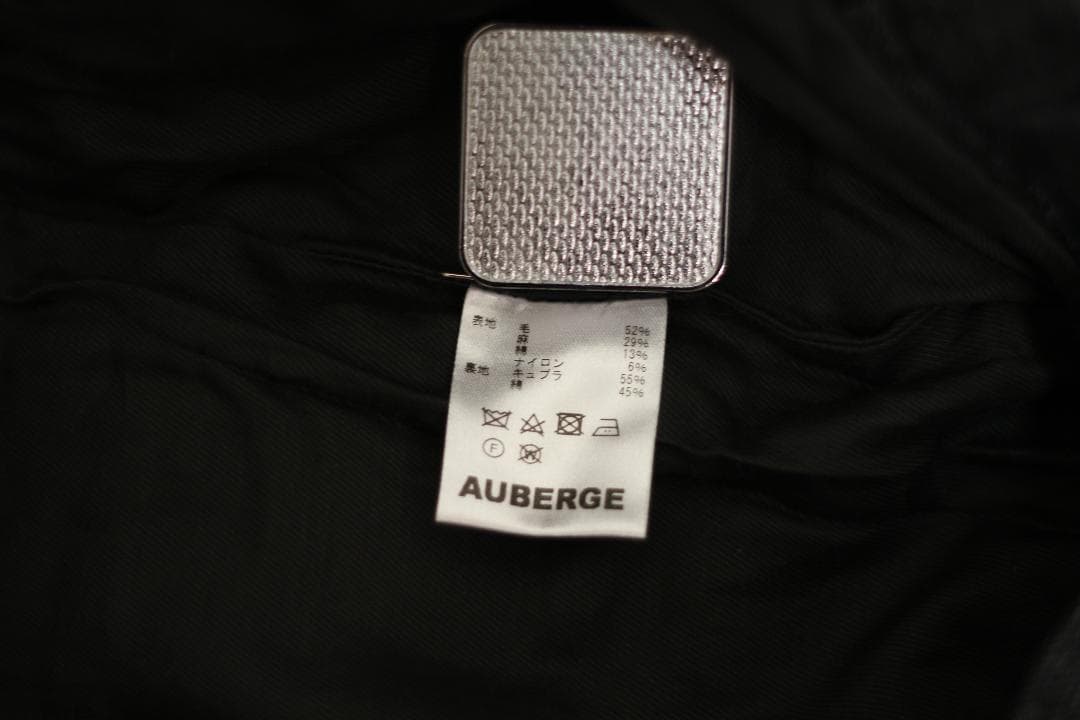 表地 毛 52%
麻 29%
綿 13%
ナイロン 6%
裏地 キュプラ 55%
綿 45%
F W
AUBERGE